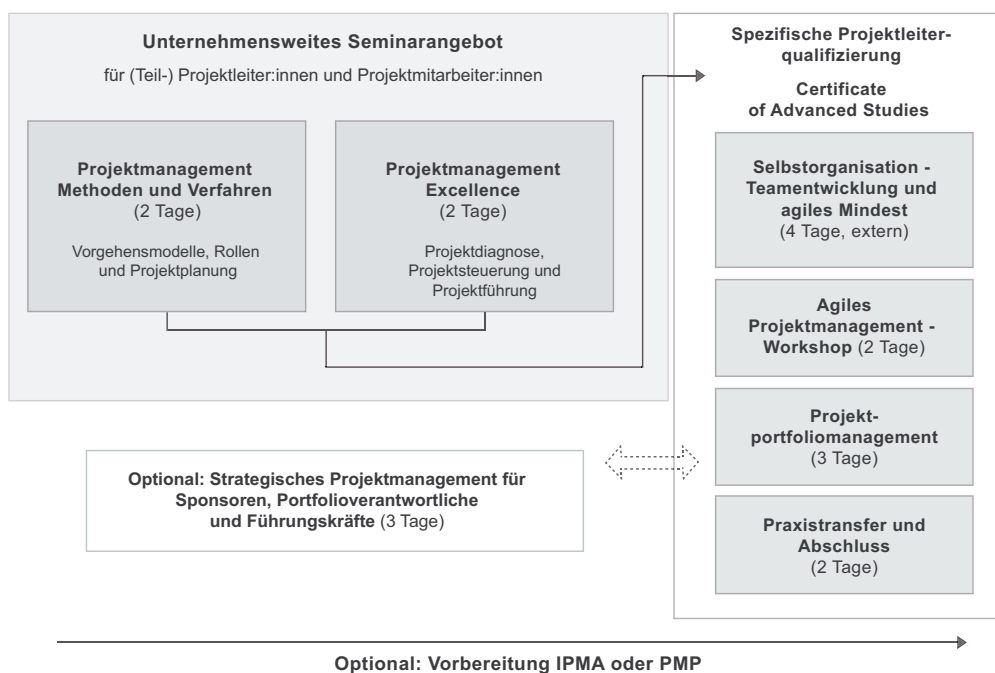 Unternehmensweites Seminarangebot
für (Teil-) Projektleiter:innen und Projektmitarbeiter:innen
Projektmanagement
Methoden und Verfahren
(2 Tage)
Vorgehensmodelle, Rollen
und Projektplanung
Projektmanagement
Excellence
(2 Tage)
Projektdiagnose,
Projektsteuerung und
Projektführung
Spezifische Projektleiter-
qualifizierung
Certificate
of Advanced Studies
Selbstorganisation -
Teamentwicklung und
agiles Mindest
(4 Tage, extern)
Agiles
Projektmanagement -
Workshop (2 Tage)
Projekt-
portfoliomanagement
(3 Tage)
Praxistransfer und
Abschluss
(2 Tage)
Optional: Strategisches Projektmanagement für
Sponsoren, Portfolioverantwortliche
und Führungskräfte (3 Tage)
Optional: Vorbereitung IPMA oder PMP